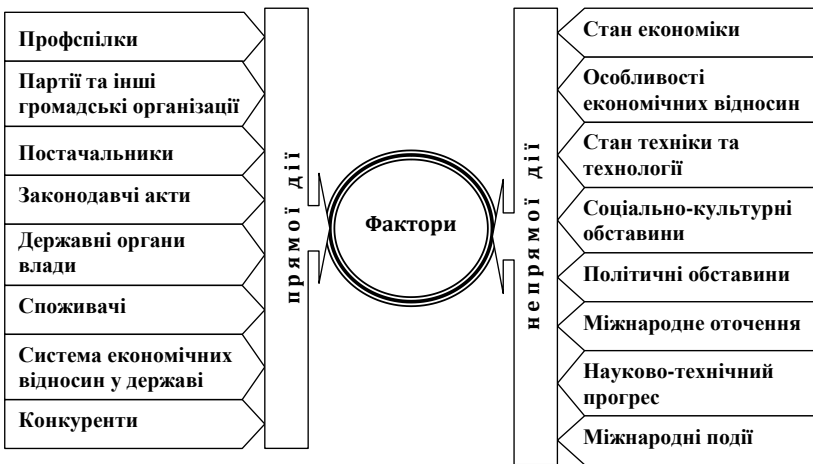 Профспілки
Партії та інші
громадські організації
Постачальники
Законодавчі акти
Державні органи
влади
Споживачі
Система економічних
відносин у державі
Конкуренти
прямої дії
Фактори
непрямої дії
Стан економіки
Особливості
економічних відносин
Стан техніки та
технології
Соціально-культурні
обставини
Політичні обставини
Міжнародне оточення
Науково-технічний
прогрес
Міжнародні події